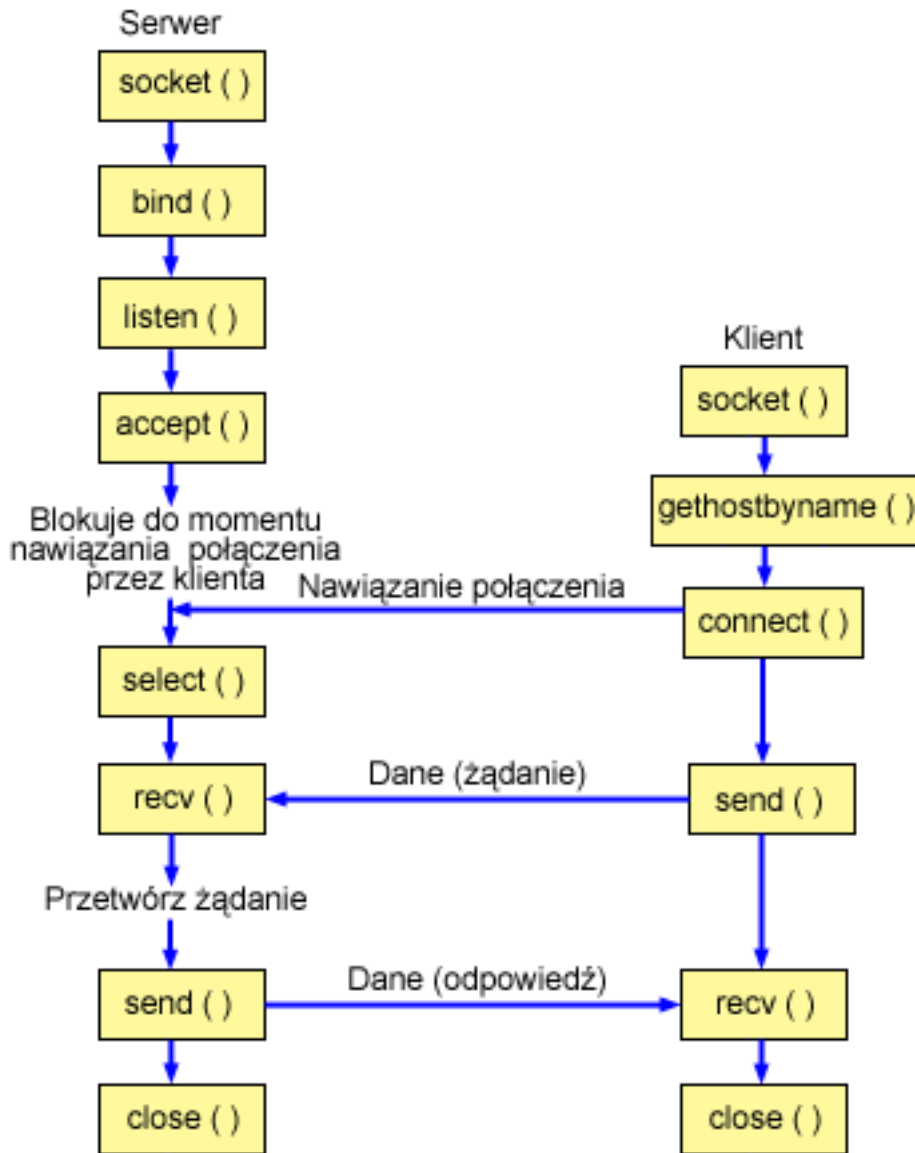 Serwer
socket ( )
bind ( )
listen ( )
accept ( )
Blokuje do momentu
nawiązania połączenia
przez klienta
select ( )
recv ( )
Przetwórz żądanie
send ( )
close ( )
Klient
socket ( )
gethostbyname ( )
connect ( )
send ( )
recv ( )
close ( )
Nawiązanie połączenia
Dane (żądanie)
Dane (odpowiedź)